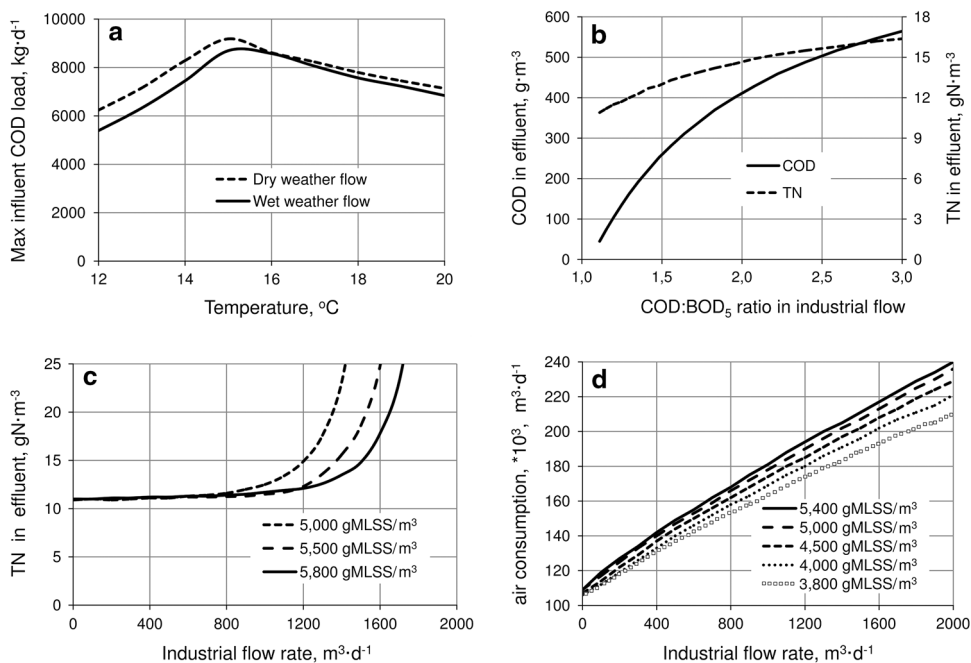 a
Max influent COD load, kg·d-1
10000
8000
6000
4000
2000
0
Dry weather flow
Wet weather flow
12 14 16 18 20
Temperature, oC
b
COD in effluent, g·m-3
600
500
400
300
200
100
0
COD
TN
18
15
12
9
6
3
0
TN in effluent, gN·m-3
1,0 1,5 2,0 2,5 3,0
COD:BOD5 ratio in industrial flow
c
TN in effluent, gN·m-3
25
20
15
10
5
0
5,000 gMLSS/m3
5,500 gMLSS/m3
5,800 gMLSS/m3
0 400 800 1200 1600 2000
Industrial flow rate, m3·d-1
d
air consumption, *103, m3·d-1
240
220
200
180
160
140
120
100
5,400 gMLSS/m3
5,000 gMLSS/m3
4,500 gMLSS/m3
4,000 gMLSS/m3
3,800 gMLSS/m3
0 400 800 1200 1600 2000
Industrial flow rate, m3·d-1